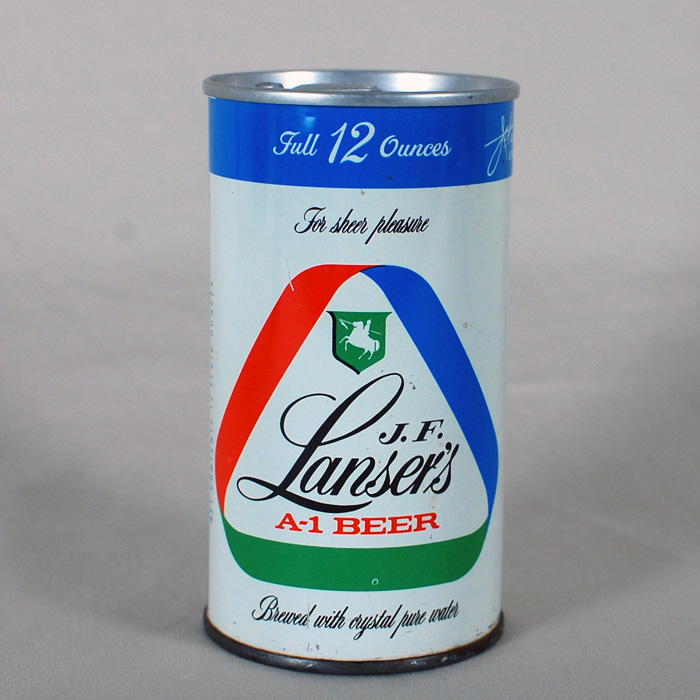 Full 12 Ounces
For sheer pleasure
J. F.
Lanser's
A-1 BEER
Brewed with crystal pure water